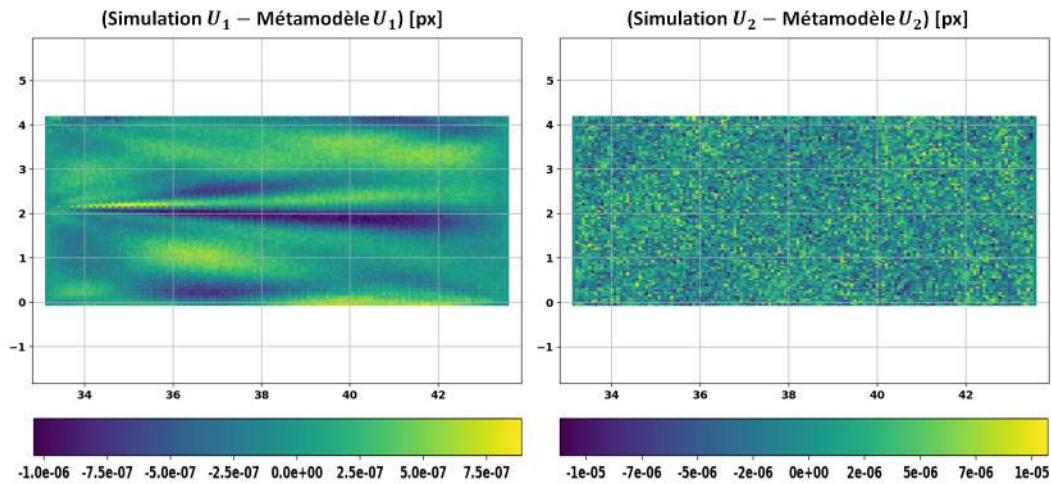 (Simulation U₁ − Métamodèle U₁) [px]
5
4
3
2
1
0
−1
34 36 38 40 42
-1.0e-06 -7.5e-07 -5.0e-07 -2.5e-07 0.0e+00 2.5e-07 5.0e-07 7.5e-07
(Simulation U₂ − Métamodèle U₂) [px]
5
4
3
2
1
0
−1
34 36 38 40 42
-1e-05 -7e-06 -5e-06 -2e-06 0e+00 2e-06 5e-06 7e-06 1e-05